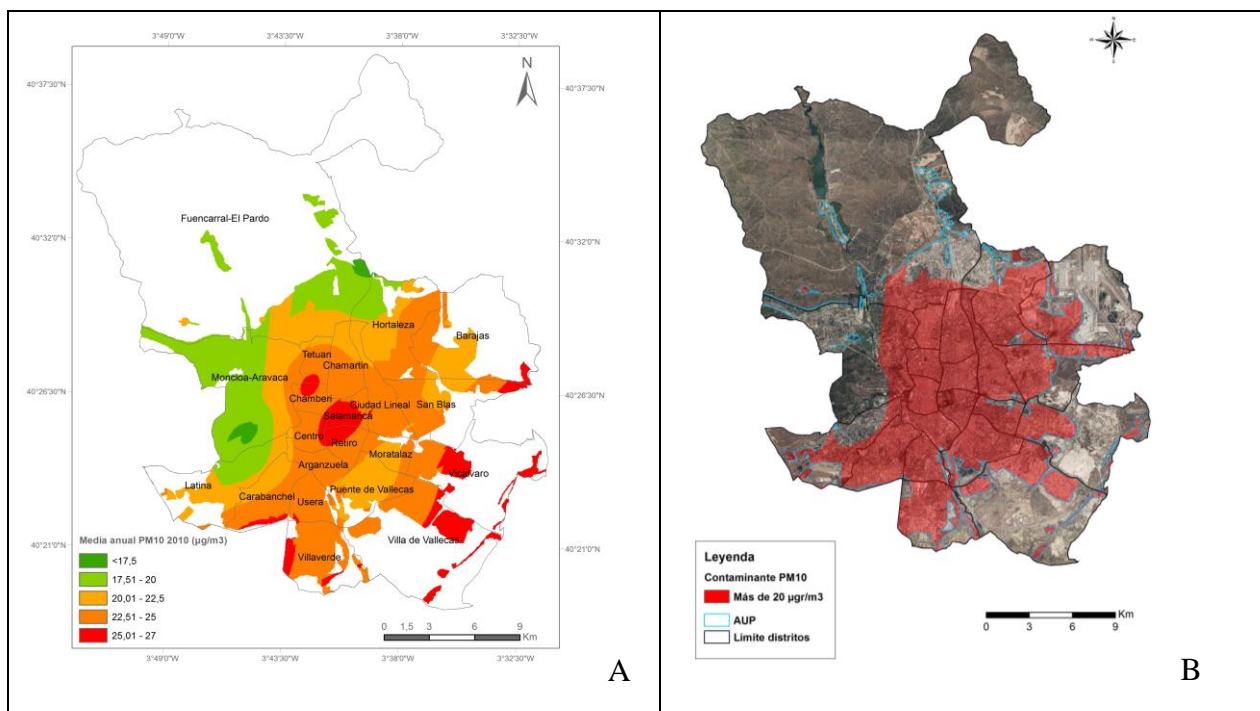 3°49'0"W 3°43'30"W 3°38'0"W 3°32'30"W
N
40°37'30"N 40°37'30"N
Fuencarral-El Pardo
40°32'0"N 40°32'0"N
Hortaleza
Barajas
Tetuan
Chamartin
Moncloa-Aravaca
40°26'30"N 40°26'30"N
Chamberi
Ciudad Lineal
San Blas
Salamanca
Centro
Retiro
Moratalaz
Arganzuela
Vicalvaro
Latina
Carabanchel
Usera
Puente de Vallecas
Villa de Vallecas
40°21'0"N 40°21'0"N
Villaverde
Media anual PM10 2010 (µg/m3)
<17,5
17,51 - 20
20,01 - 22,5
22,51 - 25
25,01 - 27
0 1,5 3 6 9
Km
3°49'0"W 3°43'30"W 3°38'0"W 3°32'30"W
A
Leyenda
Contaminante PM10
Más de 20 µgr/m3
AUP
Límite distritos
Km
0 3 6 9
B